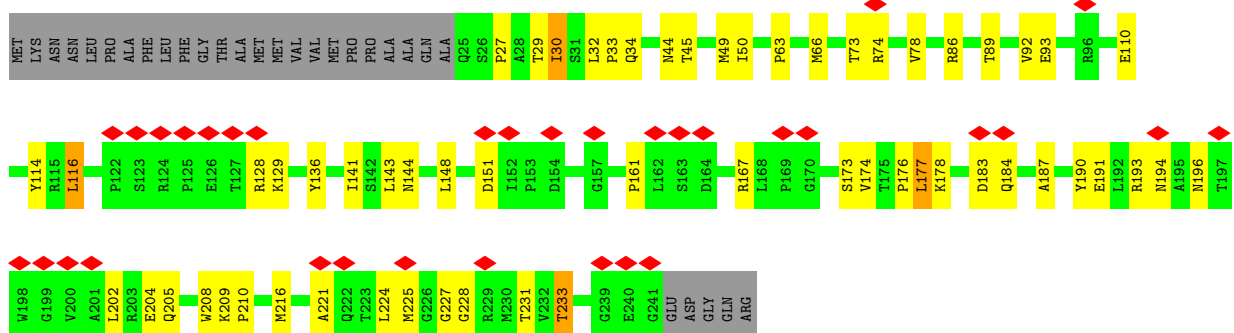 MET LYS ASN ASN LEU PRO ALA PHE LEU PHE GLY THR ALA MET MET VAL VAL MET PRO PRO ALA ALA GLN ALA Q25 S26 P27 A28 T29 I30 S31 L32 P33 Q34 N44 T45 M49 I50 P63 M66 T73 R74 V78 R86 T89 V92 E93 R96 E110
Y114 R115 L116 P122 S123 R124 P125 E126 T127 R128 K129 Y136 I141 S142 L143 N144 L148 D151 I152 P153 D154 G157 P161 L162 S163 D164 R167 L168 P169 G170 S173 V174 T175 P176 L177 K178 D183 Q184 A187 Y190 E191 L192 R193 N194 A195 N196 T197
W198 G199 V200 A201 L202 R203 E204 Q205 W208 K209 P210 M216 A221 Q222 T223 L224 M225 G226 G227 G228 R229 M230 T231 V232 T233 G239 E240 G241 GLU ASP GLY GLN ARG